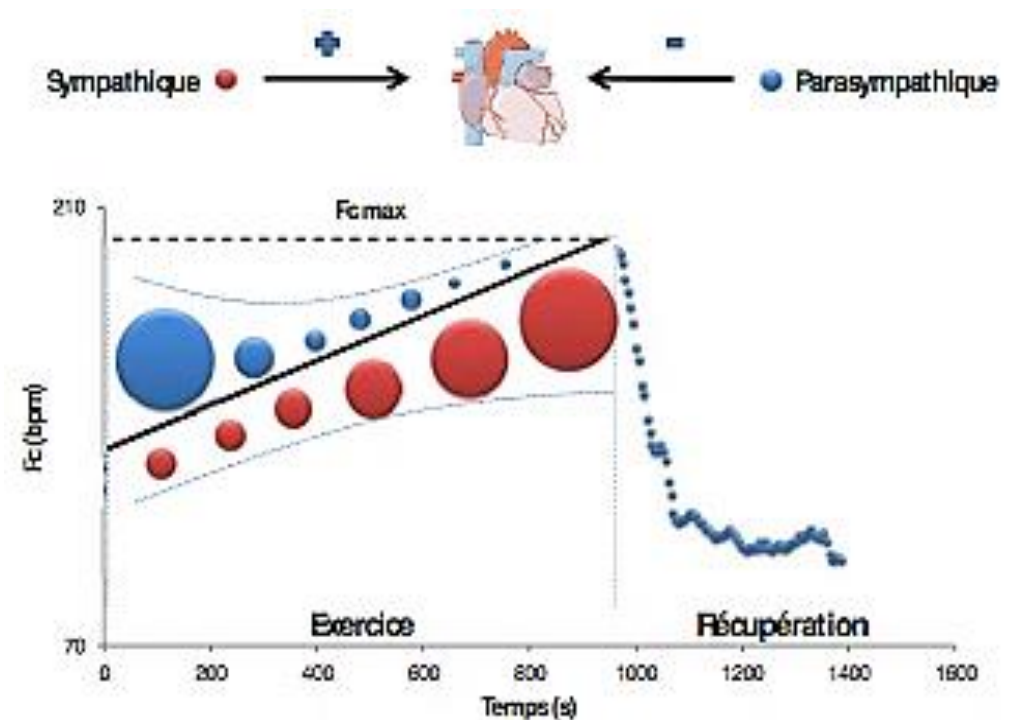 +
-
Sympathique
Parasympathique
210
Fc max
Fc (bpm)
Exercice
Récupération
70
0
200
400
600
800
1000
1200
1400
1600
Temps (s)